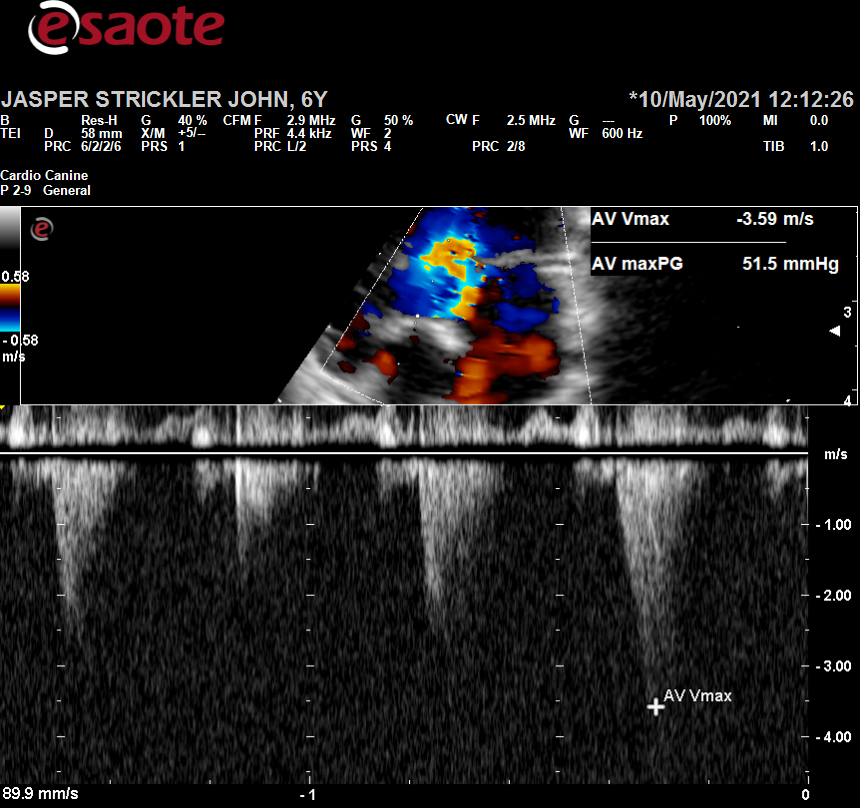 esaote
JASPER STRICKLER JOHN, 6Y *10/May/2021 12:12:26
B Res-H G 40 % CFM F 2.9 MHz G 50 % CW F 2.5 MHz G --- P 100% MI 0.0
TEI D 58 mm X/M +5/-- PRF 4.4 kHz WF 2 WF 600 Hz TIB 1.0
PRC 6/2/2/6 PRS 1 PRC L/2 PRS 4 PRC 2/8
Cardio Canine
P 2-9 General
e
AV Vmax -3.59 m/s
AV maxPG 51.5 mmHg
0.58
- 0.58
m/s
3
4
m/s
- 1.00
- 2.00
- 3.00
AV Vmax
- 4.00
89.9 mm/s - 1 0